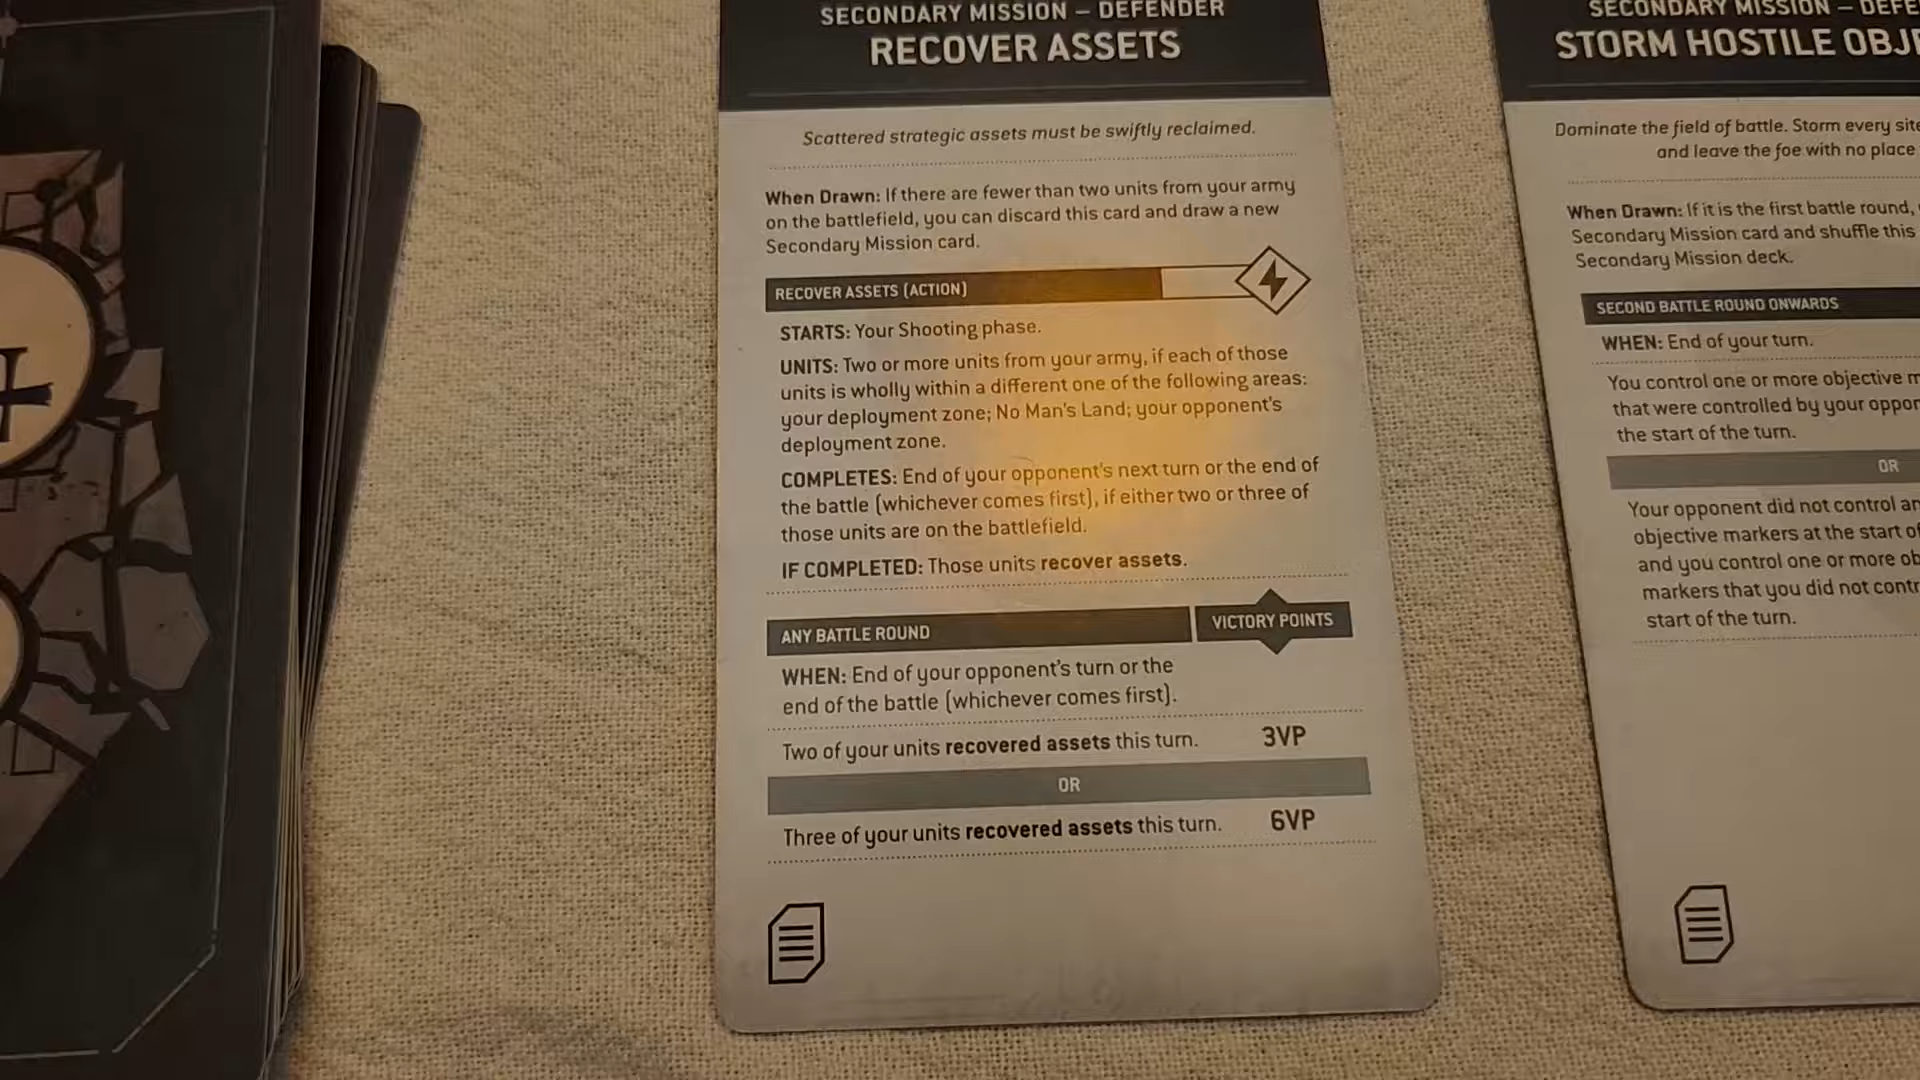 SECONDARY MISSION – DEFENDER
RECOVER ASSETS
Scattered strategic assets must be swiftly reclaimed.
When Drawn: If there are fewer than two units from your army
on the battlefield, you can discard this card and draw a new
Secondary Mission card.
RECOVER ASSETS (ACTION)
STARTS: Your Shooting phase.
UNITS: Two or more units from your army, if each of those
units is wholly within a different one of the following areas:
your deployment zone; No Man's Land; your opponent's
deployment zone.
COMPLETES: End of your opponent's next turn or the end of
the battle (whichever comes first), if either two or three of
those units are on the battlefield.
IF COMPLETED: Those units recover assets.
ANY BATTLE ROUND
VICTORY POINTS
WHEN: End of your opponent's turn or the
end of the battle (whichever comes first).
Two of your units recovered assets this turn. 3VP
OR
Three of your units recovered assets this turn. 6VP
SECONDARY MISSION – DEFE
STORM HOSTILE OBJ
Dominate the field of battle. Storm every site
and leave the foe with no place
When Drawn: If it is the first battle round,
Secondary Mission card and shuffle this
Secondary Mission deck.
SECOND BATTLE ROUND ONWARDS
WHEN: End of your turn.
You control one or more objective m
that were controlled by your oppon
the start of the turn.
OR
Your opponent did not control an
objective markers at the start of
and you control one or more ob
markers that you did not contr
start of the turn.